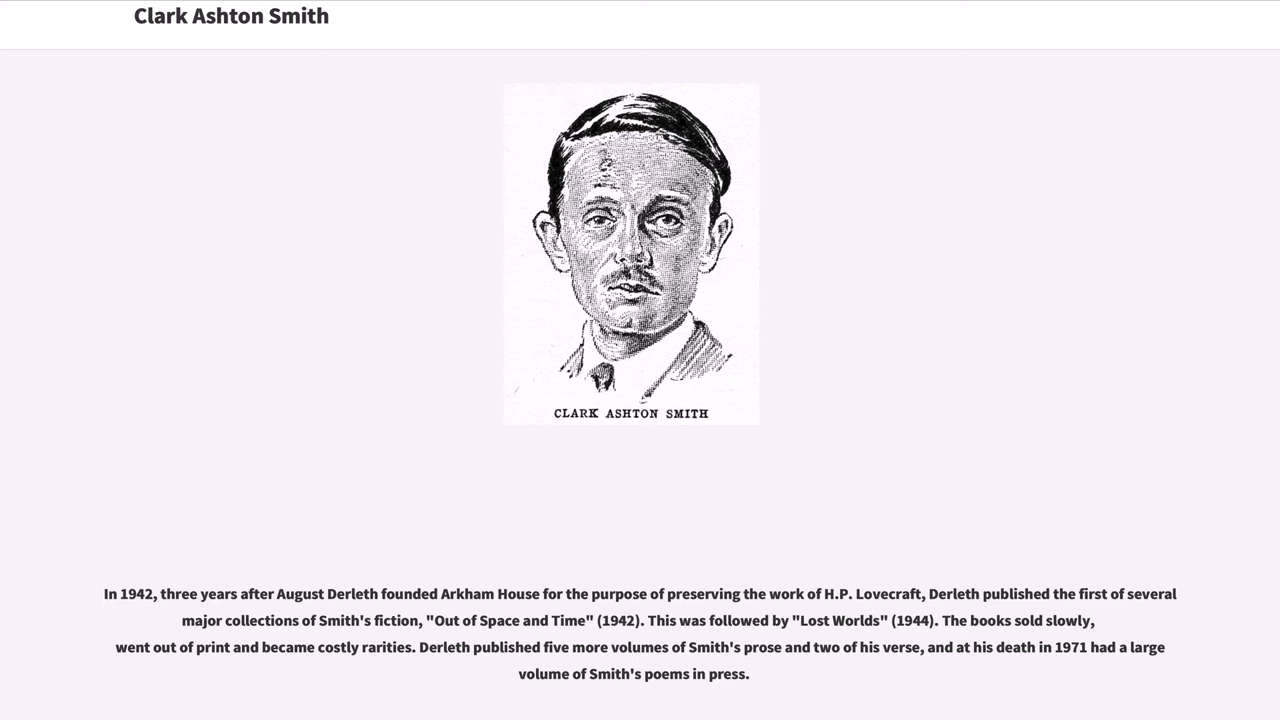 Clark Ashton Smith
CLARK ASHTON SMITH
In 1942, three years after August Derleth founded Arkham House for the purpose of preserving the work of H.P. Lovecraft, Derleth published the first of several
major collections of Smith's fiction, "Out of Space and Time" (1942). This was followed by "Lost Worlds" (1944). The books sold slowly,
went out of print and became costly rarities. Derleth published five more volumes of Smith's prose and two of his verse, and at his death in 1971 had a large
volume of Smith's poems in press.